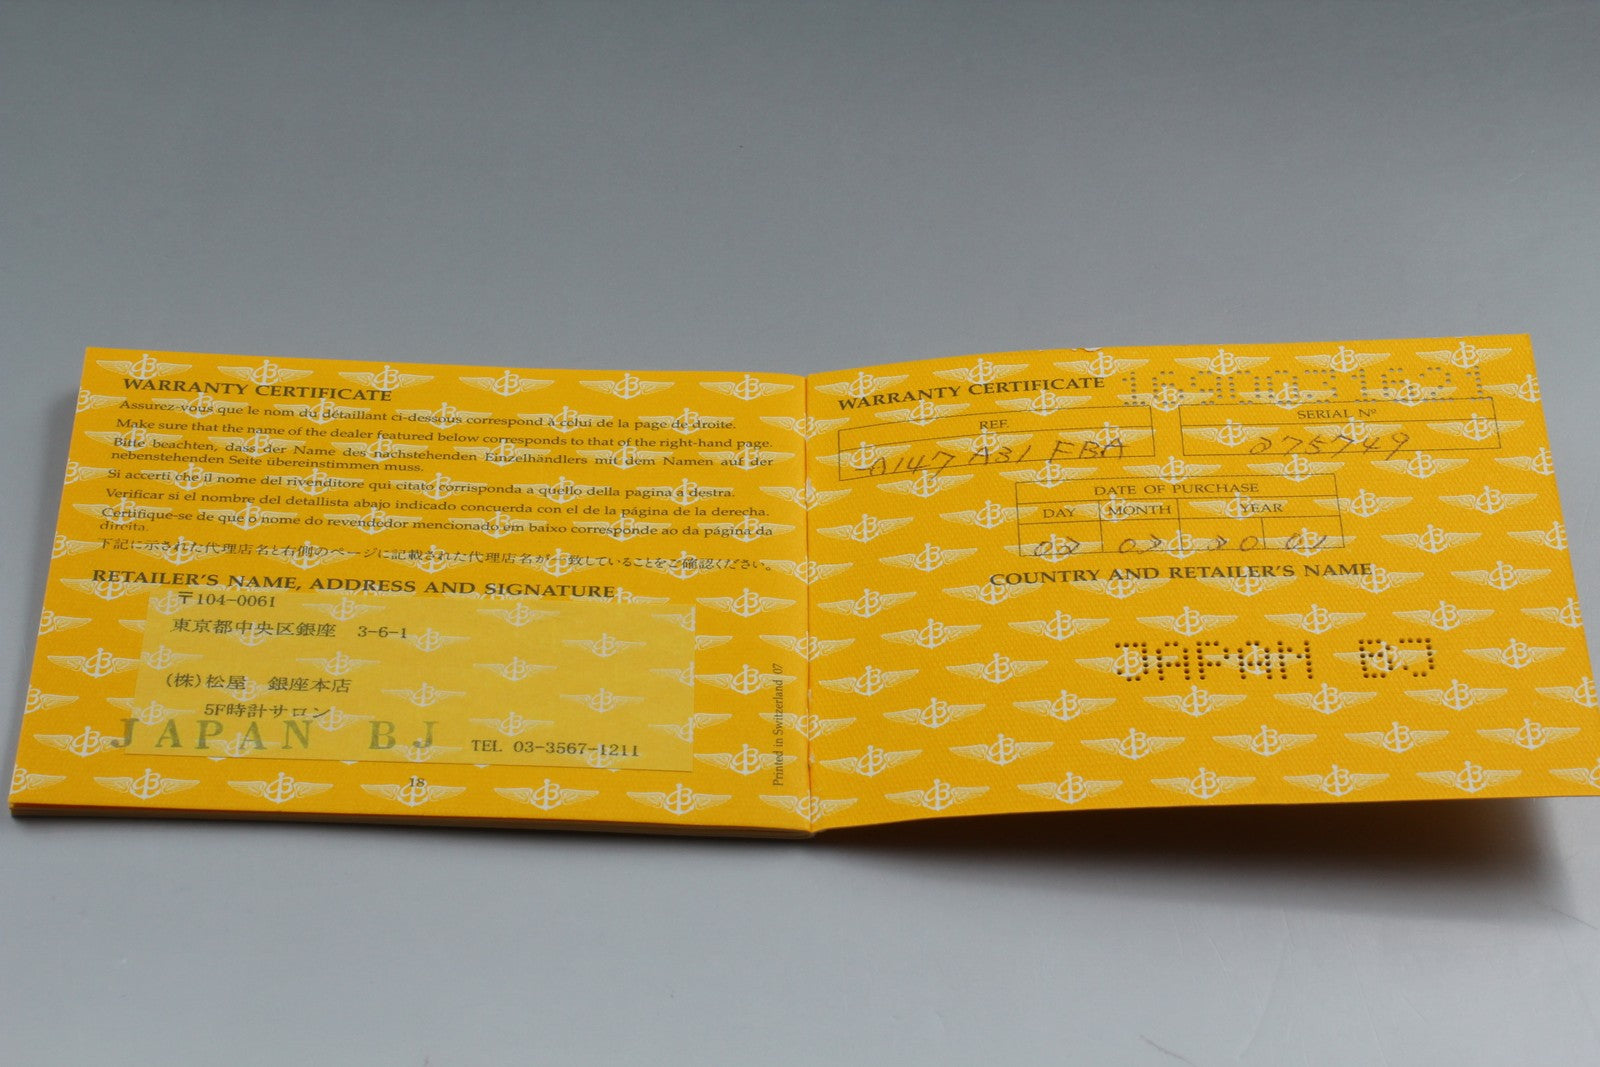 WARRANTY CERTIFICATE
Assurez-vous que le nom du détaillant ci-dessous correspond à celui de la page de droite.
Make sure that the name of the dealer featured below corresponds to that of the right-hand page.
Bitte beachten, dass der Name des nachstehenden Einzelhändlers mit dem Namen auf der
nebenstehenden Seite übereinstimmen muss.
Si accerti che il nome del rivenditore qui citato corrisponda a quello della pagina a destra.
Verificar si el nombre del detallista abajo indicado concuerda con el de la página de la derecha.
Certifique-se de que o nome do revendedor mencionado em baixo corresponde ao da página da
direita.
下記に示された代理店名と右側のページに記載された代理店名が一致していることをご確認ください。
RETAILER'S NAME, ADDRESS AND SIGNATURE
〒104-0061
東京都中央区銀座 3-6-1
(株)松屋 銀座本店
5F時計サロン
JAPAN BJ
TEL 03-3567-1211
18
Printed in Switzerland 07
WARRANTY CERTIFICATE
REF.
A147 A31 FBA
SERIAL Nº
275749
DATE OF PURCHASE
DAY MONTH YEAR
COUNTRY AND RETAILER'S NAME
JAPAN BJ